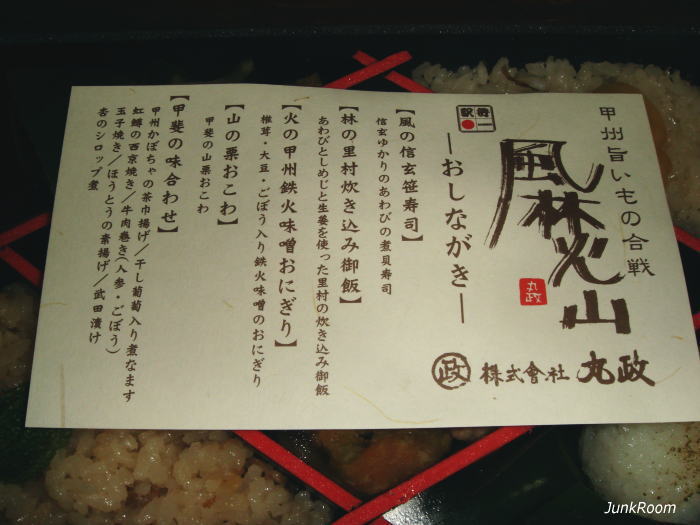 甲州旨いもの合戦
風林火山
丸政
株式會社 丸政
政
駅弁
一
―おしながき―
【風の信玄笹寿司】
信玄ゆかりのあわびの煮貝寿司
【林の里村炊き込み御飯】
あわびとしめじと生姜を使った里村の炊き込み御飯
【火の甲州鉄火味噌おにぎり】
椎茸・大豆・ごぼう入り鉄火味噌のおにぎり
【山の栗おこわ】
甲斐の山栗おこわ
【甲斐の味合わせ】
甲州かぼちゃの茶巾揚げ／干し葡萄入り煮なます
虹鱒の西京焼き／牛肉巻き(人参・ごぼう)
玉子焼き／ほうとうの素揚げ／武田漬け
杏のシロップ煮
JunkRoom